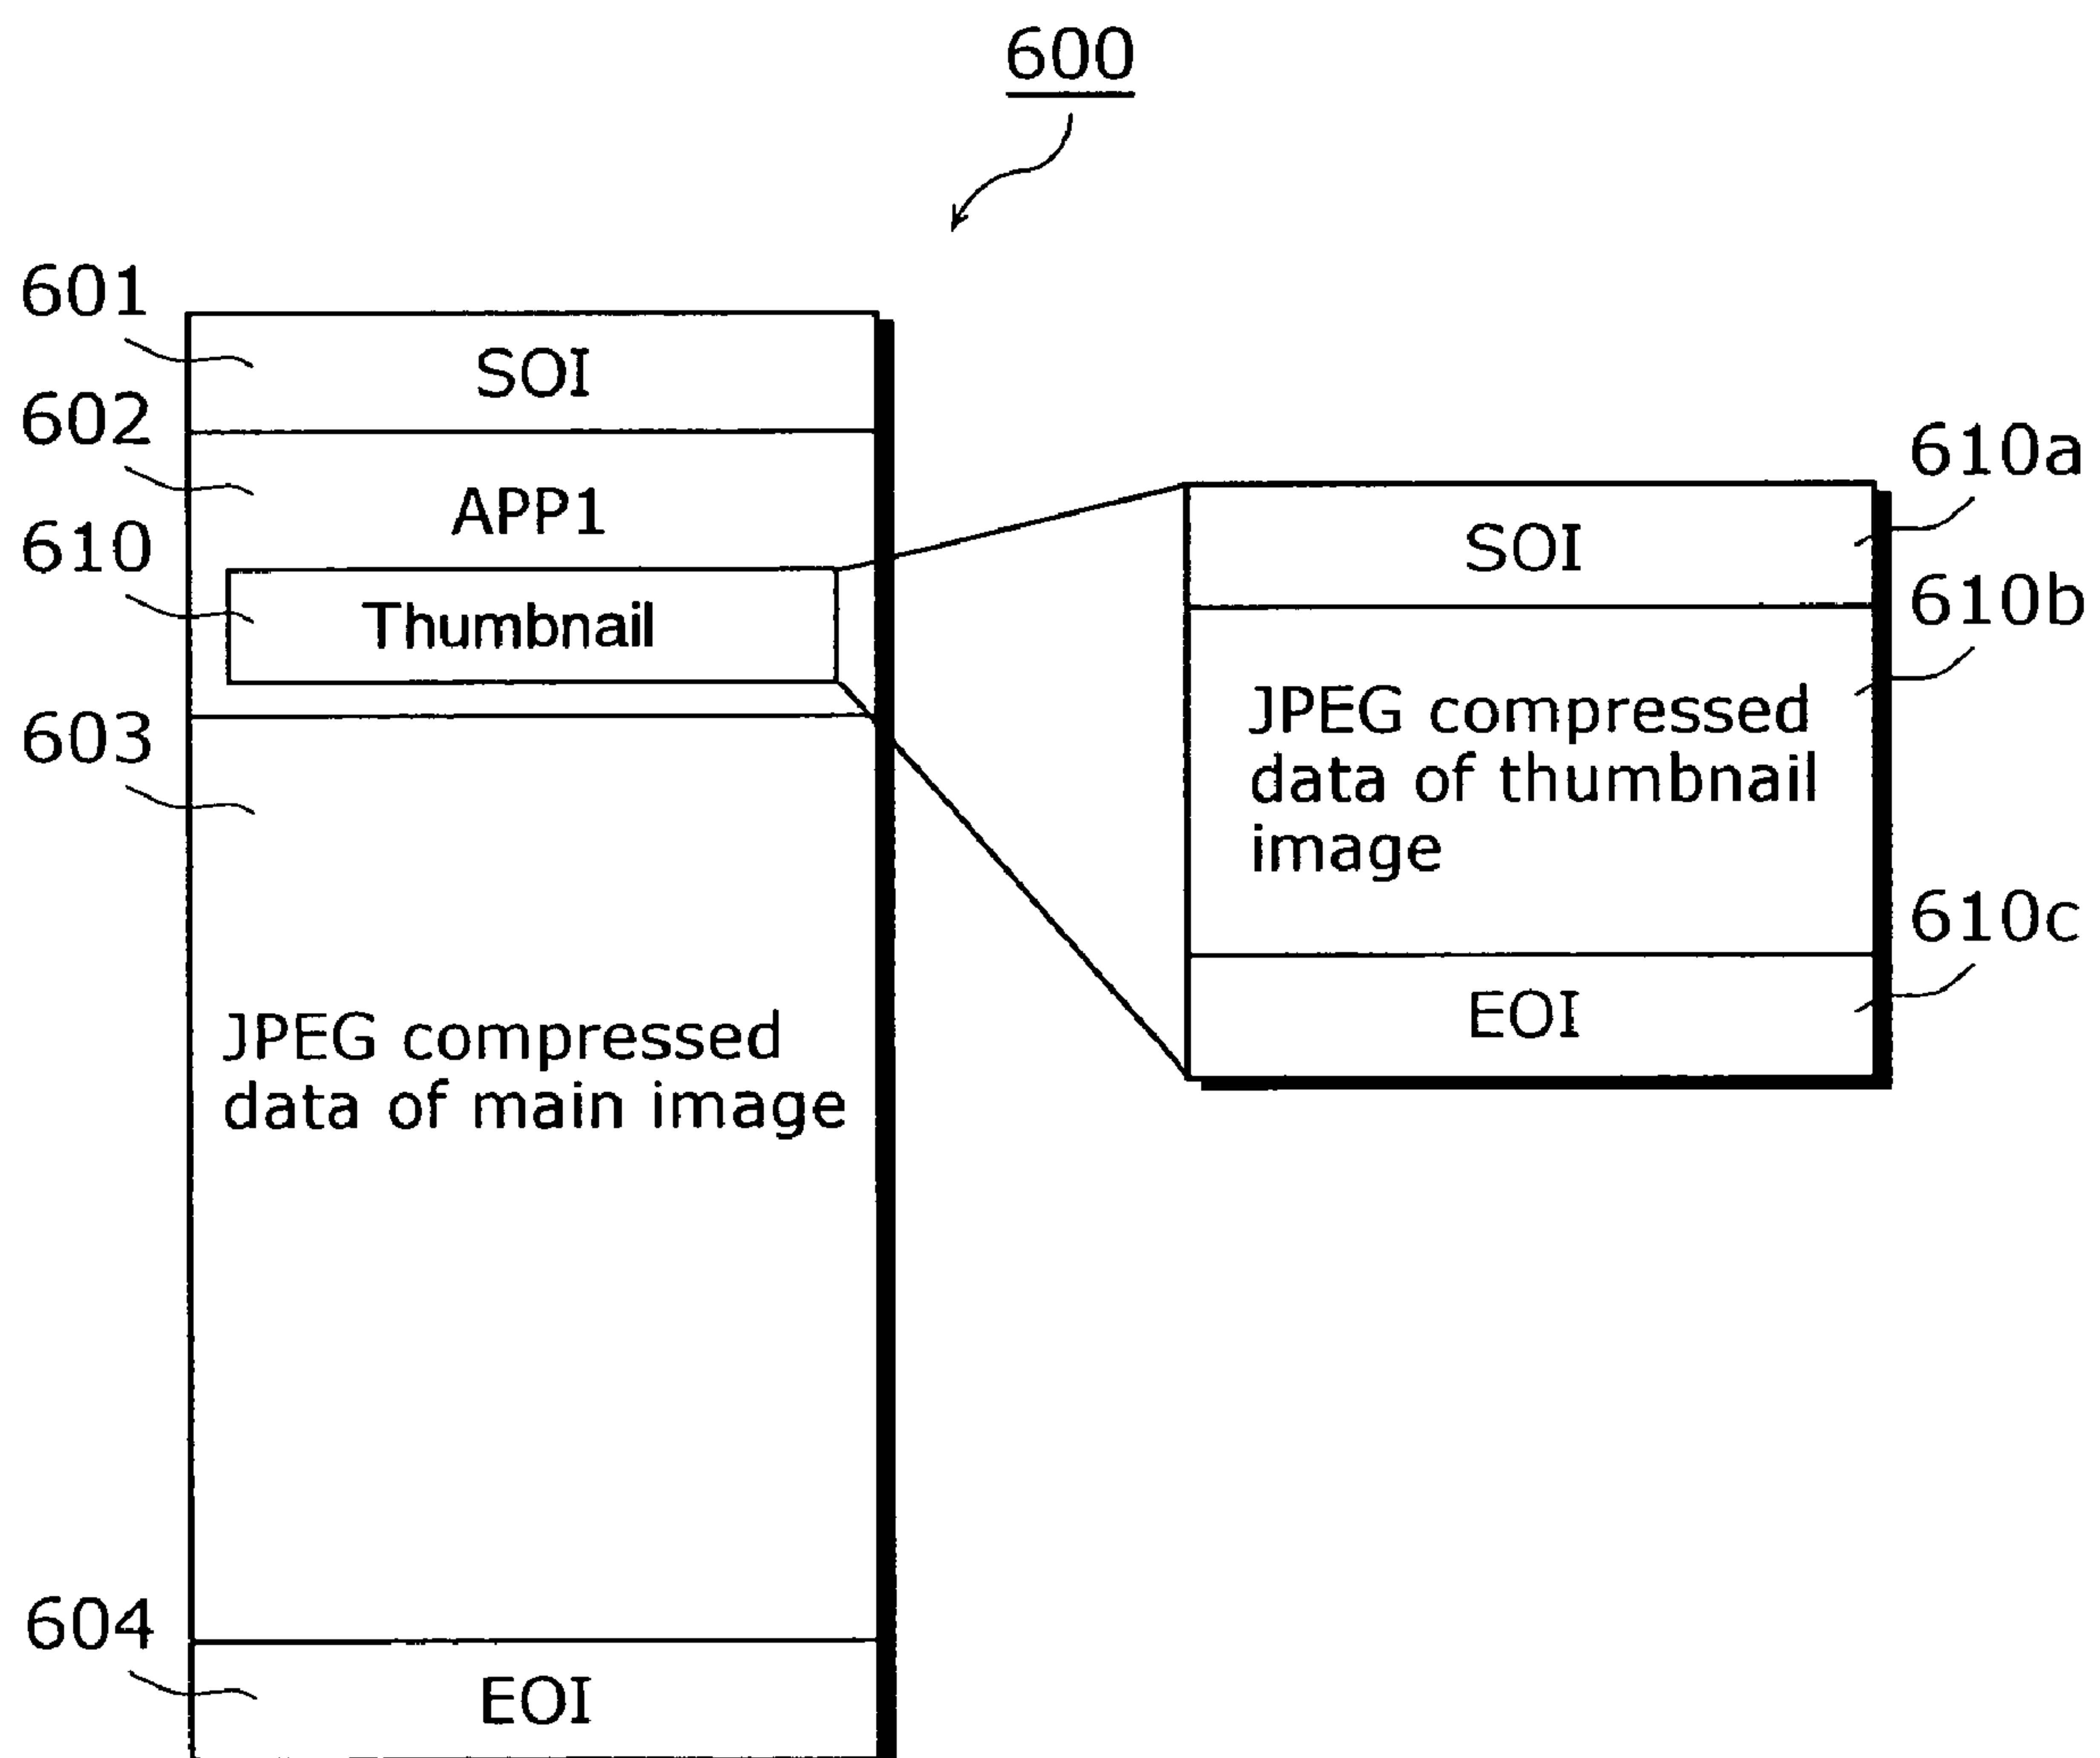 600
601
SOI
602
APP1
610
Thumbnail
603
JPEG compressed
data of main image
604
EOI
610a
SOI
610b
JPEG compressed
data of thumbnail
image
610c
EOI